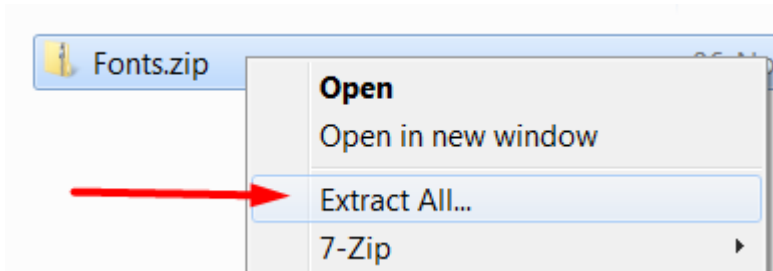 Fonts.zip
Open
Open in new window
Extract All...
7-Zip